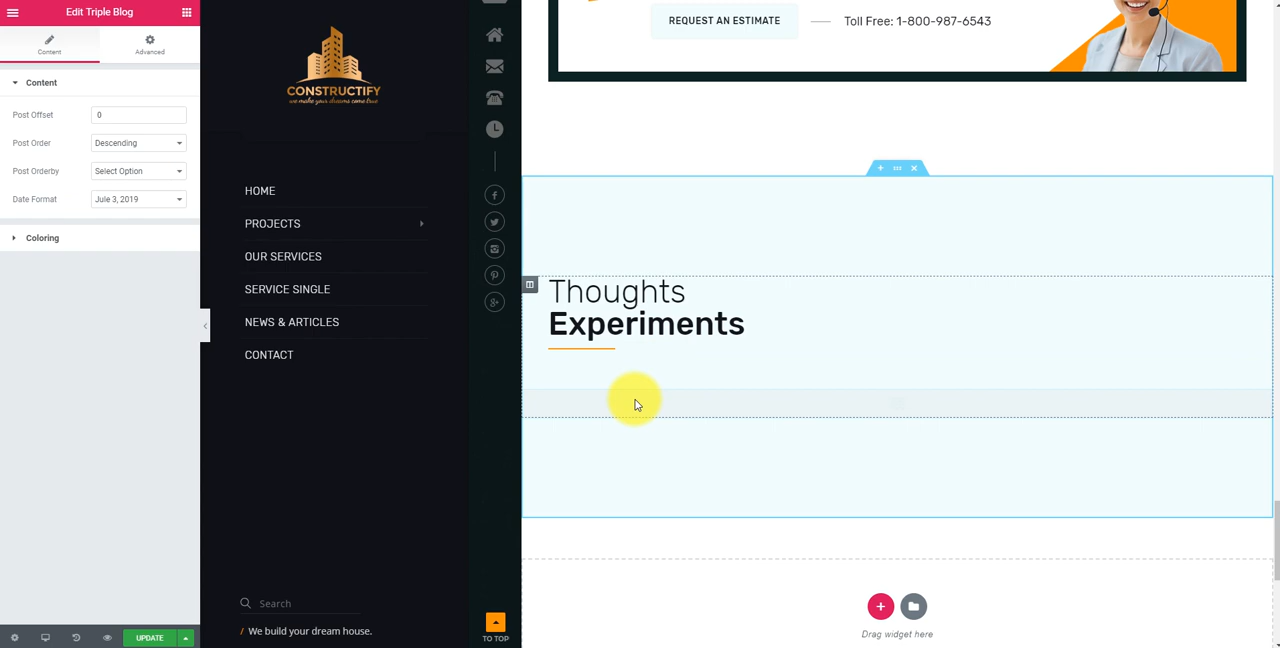 Edit Triple Blog
Content
Advanced
Content
Post Offset
0
Post Order
Descending
Post Orderby
Select Option
Date Format
Jule 3, 2019
Coloring
UPDATE
CONSTRUCTIFY
we make your dreams come true
HOME
PROJECTS
OUR SERVICES
SERVICE SINGLE
NEWS & ARTICLES
CONTACT
Search
/ We build your dream house.
TO TOP
REQUEST AN ESTIMATE
Toll Free: 1-800-987-6543
Thoughts
Experiments
Drag widget here